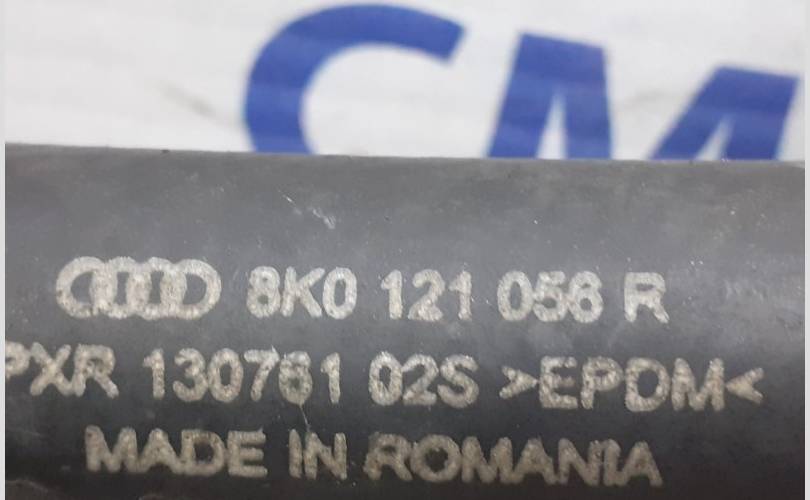 CM
8K0 121 056 R
PXR 130761 02S >EPDM<
MADE IN ROMANIA